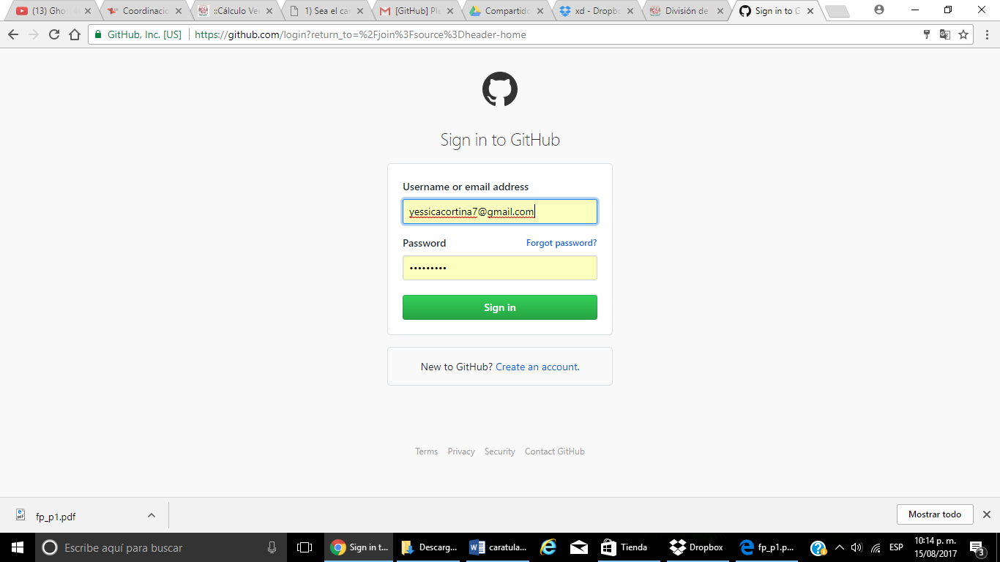 (13) Gho
Coordinacio
::Cálculo Ve
1) Sea el car
[GitHub] Ple
Compartido
xd - Dropb
División de
Sign in to G
GitHub, Inc. [US]
https://github.com/login?return_to=%2Fjoin%3Fsource%3Dheader-home
Sign in to GitHub
Username or email address
yessicacortina7@gmail.com
Password
Forgot password?
•••••••••
Sign in
New to GitHub? Create an account.
Terms Privacy Security Contact GitHub
fp_p1.pdf
Mostrar todo
Escribe aquí para buscar
Sign in t...
Descarg...
caratula...
Tienda
Dropbox
fp_p1.p...
ESP
10:14 p. m.
15/08/2017
3